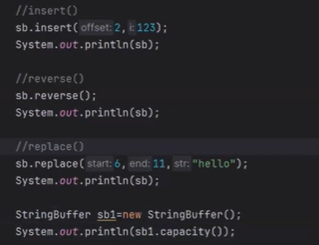 //insert()
sb.insert( offset: 2, i: 123);
System.out.println(sb);
//reverse()
sb.reverse();
System.out.println(sb);
//replace()
sb.replace( start: 6, end: 11, str: "hello");
System.out.println(sb);
StringBuffer sb1=new StringBuffer();
System.out.println(sb1.capacity());